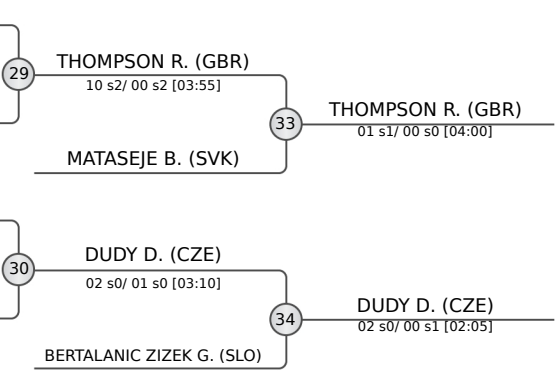 THOMPSON R. (GBR)
29
10 s2/ 00 s2 [03:55]
THOMPSON R. (GBR)
33
01 s1/ 00 s0 [04:00]
MATASEJE B. (SVK)
DUDY D. (CZE)
30
02 s0/ 01 s0 [03:10]
DUDY D. (CZE)
34
02 s0/ 00 s1 [02:05]
BERTALANIC ZIZEK G. (SLO)